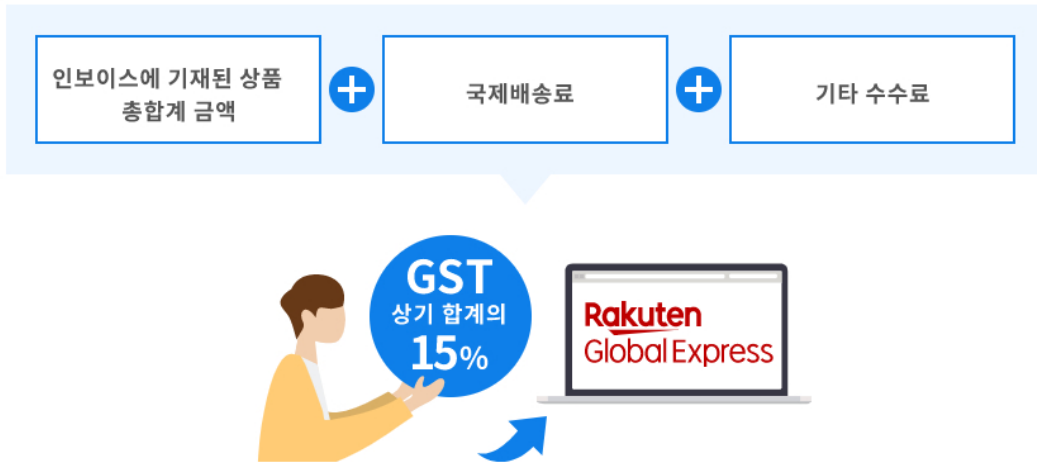 인보이스에 기재된 상품
총합계 금액
국제배송료
기타 수수료
GST
상기 합계의
15%
Rakuten
Global Express